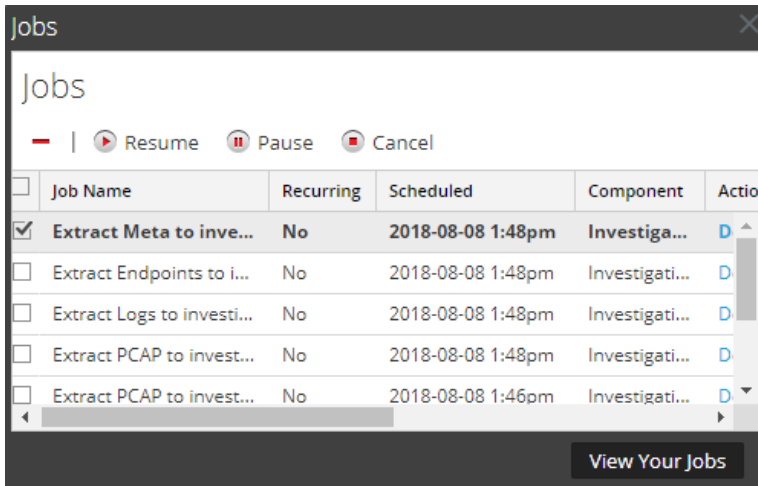 Jobs
Jobs
Resume Pause Cancel
Job Name Recurring Scheduled Component Actio
Extract Meta to inve... No 2018-08-08 1:48pm Investiga... D
Extract Endpoints to i... No 2018-08-08 1:48pm Investigati... D
Extract Logs to investi... No 2018-08-08 1:48pm Investigati... D
Extract PCAP to invest... No 2018-08-08 1:48pm Investigati... D
Extract PCAP to invest... No 2018-08-08 1:46pm Investigati... D
View Your Jobs